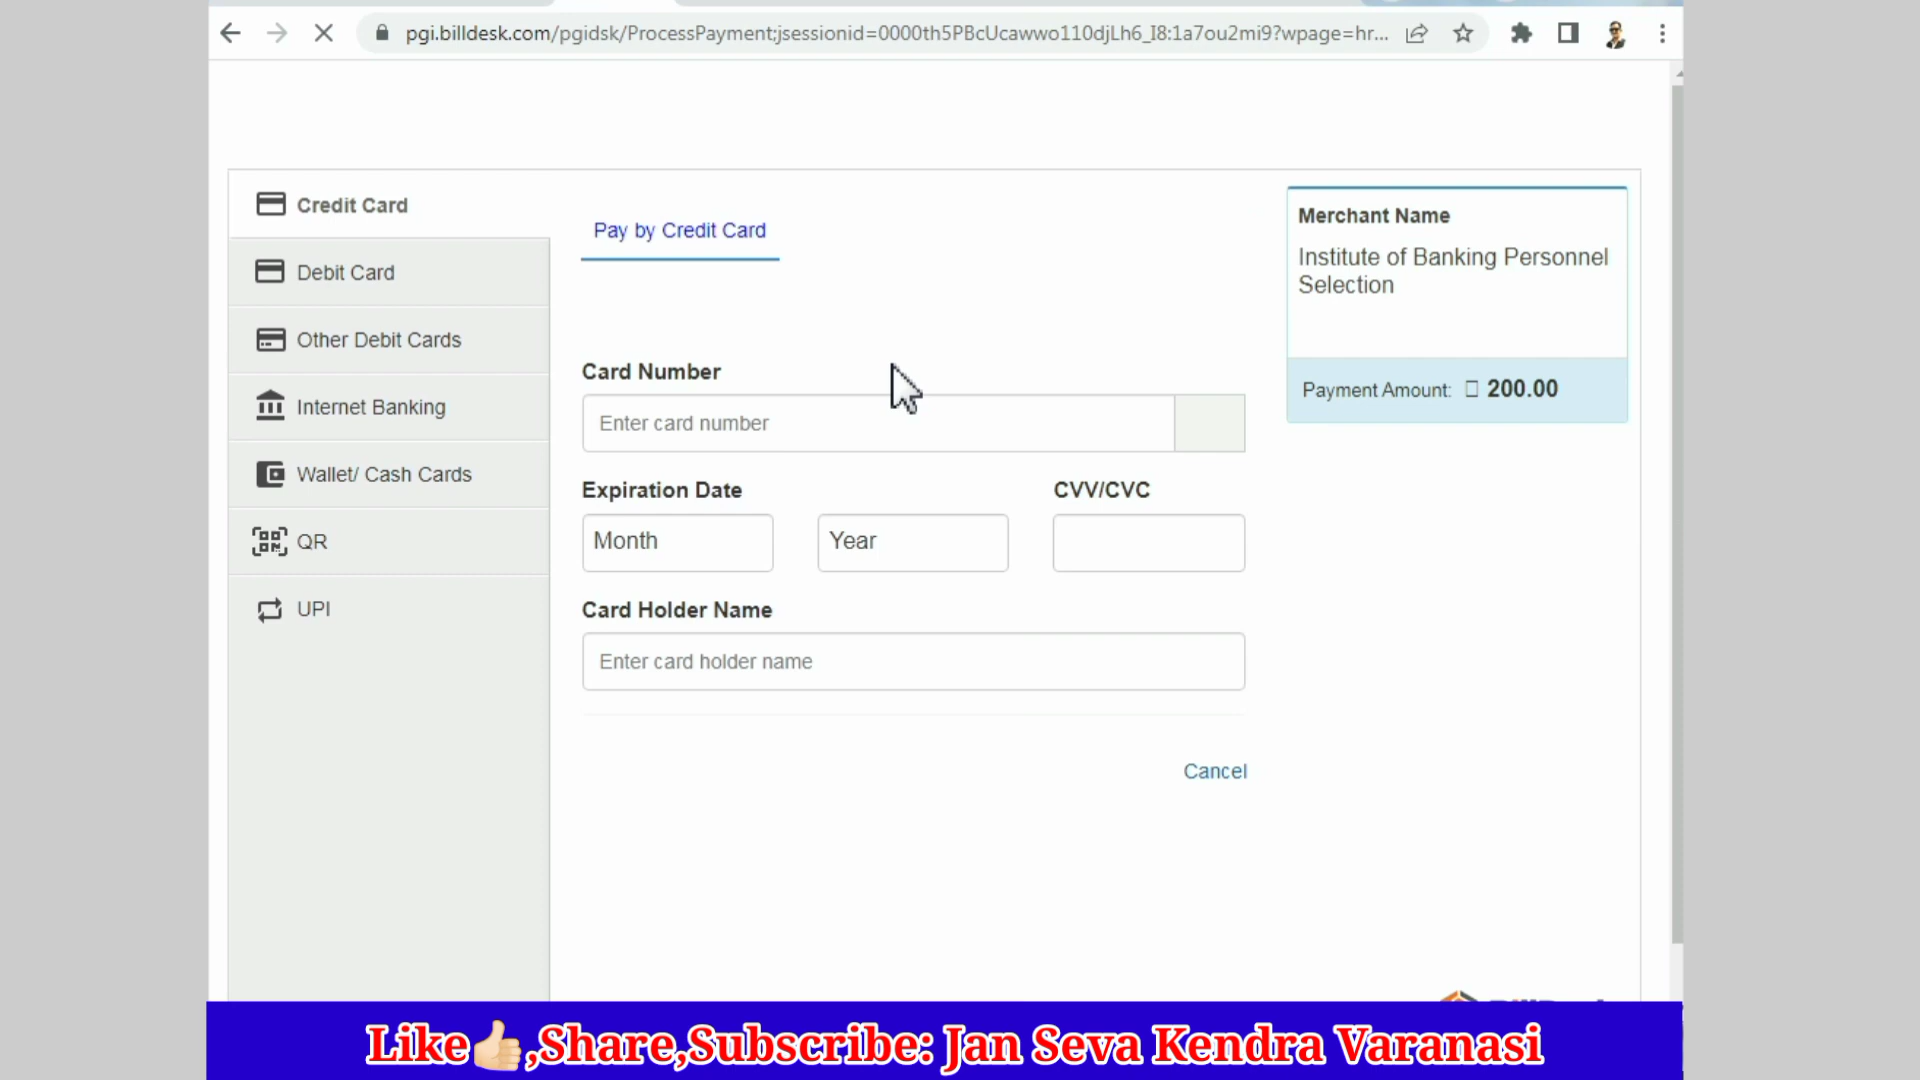 pgi.billdesk.com/pgidsk/ProcessPayment;jsessionid=0000th5PBcUcawwo110djLh6_I8:1a7ou2mi9?wpage=hr...
Credit Card
Debit Card
Other Debit Cards
Internet Banking
Wallet/ Cash Cards
QR
UPI
Pay by Credit Card
Card Number
Enter card number
Expiration Date
CVV/CVC
Month
Year
Card Holder Name
Enter card holder name
Cancel
Merchant Name
Institute of Banking Personnel
Selection
Payment Amount: 200.00
Like👍🏻,Share,Subscribe: Jan Seva Kendra Varanasi